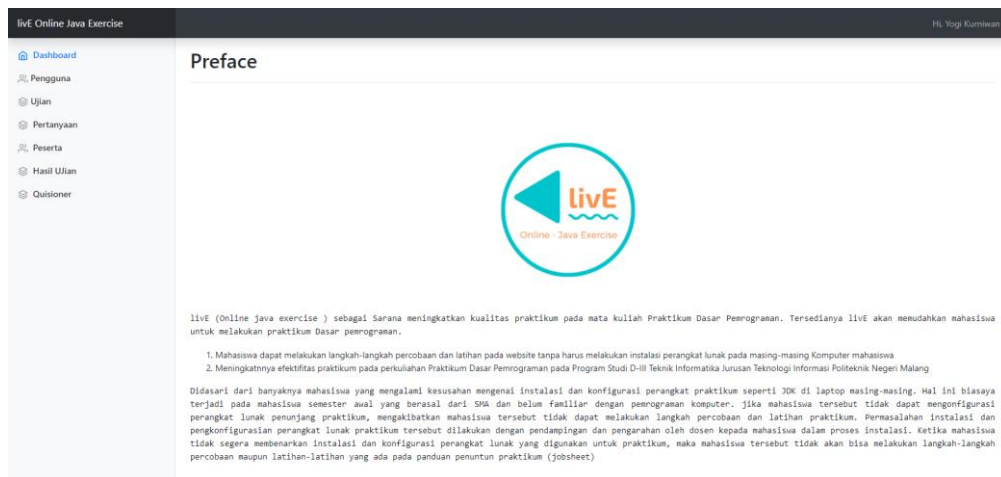 livE Online Java Exercise
Hi, Yogi Kurniwan
Dashboard
Pengguna
Ujian
Pertanyaan
Peserta
Hasil UJian
Quisioner
Preface
livE
Online - Java Exercise
livE (Online java exercise ) sebagai Sarana meningkatkan kualitas praktikum pada mata kuliah Praktikum Dasar Pemrograman. Tersedianya livE akan memudahkan mahasiswa
untuk melakukan praktikum Dasar pemrograman.
1. Mahasiswa dapat melakukan langkah-langkah percobaan dan latihan pada website tanpa harus melakukan instalasi perangkat lunak pada masing-masing Komputer mahasiswa
2. Meningkatnnya efektifitas praktikum pada perkuliahan Praktikum Dasar Pemrograman pada Program Studi D-III Teknik Informatika Jurusan Teknologi Informasi Politeknik Negeri Malang
Didasari dari banyaknya mahasiswa yang mengalami kesusahan mengenai instalasi dan konfigurasi perangkat praktikum seperti JDK di laptop masing-masing. Hal ini biasaya
terjadi pada mahasiswa semester awal yang berasal dari SMA dan belum familiar dengan pemrograman komputer. jika mahasiswa tersebut tidak dapat mengonfigurasi
perangkat lunak penunjang praktikum, mengakibatkan mahasiswa tersebut tidak dapat melakukan langkah percobaan dan latihan praktikum. Permasalahan instalasi dan
pengkonfigurasian perangkat lunak praktikum tersebut dilakukan dengan pendampingan dan pengarahan oleh dosen kepada mahasiswa dalam proses instalasi. Ketika mahasiswa
tidak segera membenarkan instalasi dan konfigurasi perangkat lunak yang digunakan untuk praktikum, maka mahasiswa tersebut tidak akan bisa melakukan langkah-langkah
percobaan maupun latihan-latihan yang ada pada panduan penuntun praktikum (jobsheet)